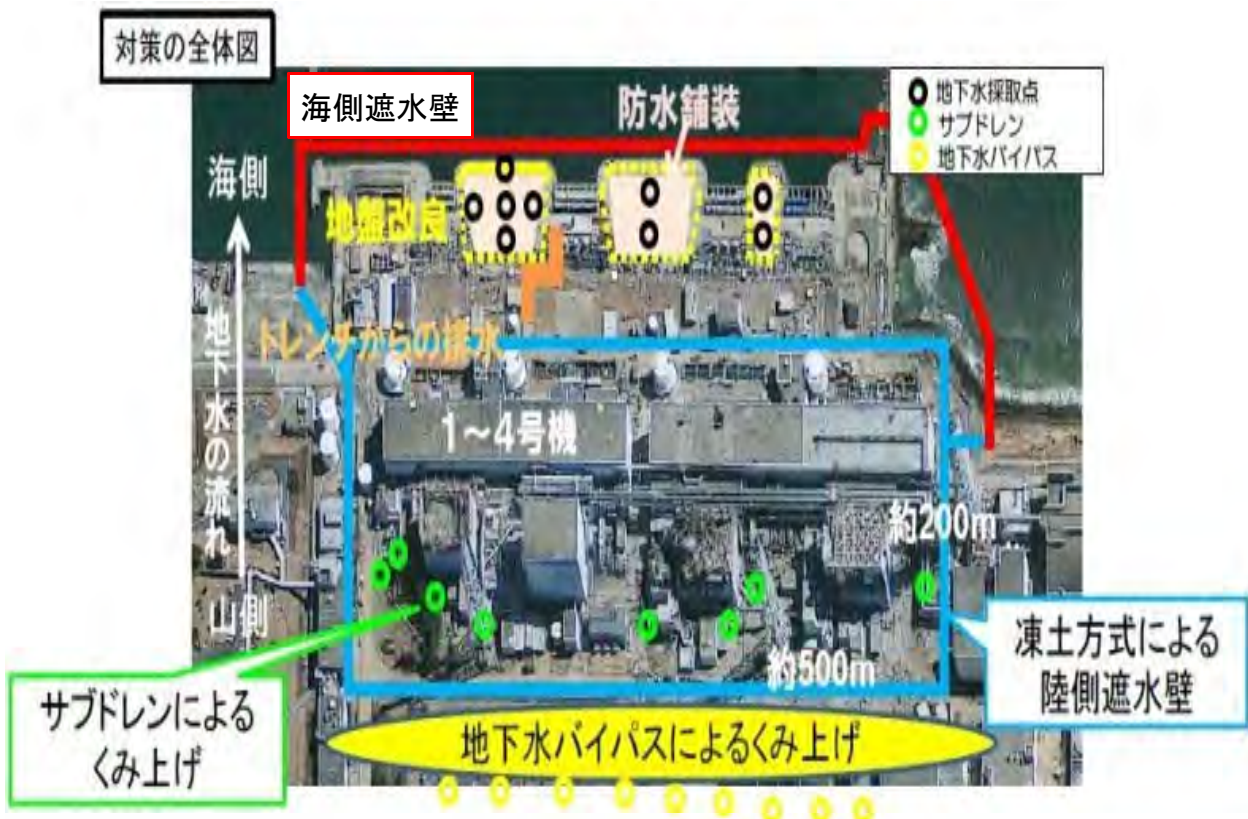 対策の全体図
海側遮水壁
防水舗装
地下水採取点
サブドレン
地下水バイパス
海側
地盤改良
地下水の流れ
トレンチからの排水
1～4号機
約200m
山側
約500m
凍土方式による
陸側遮水壁
サブドレンによる
くみ上げ
地下水バイパスによるくみ上げ